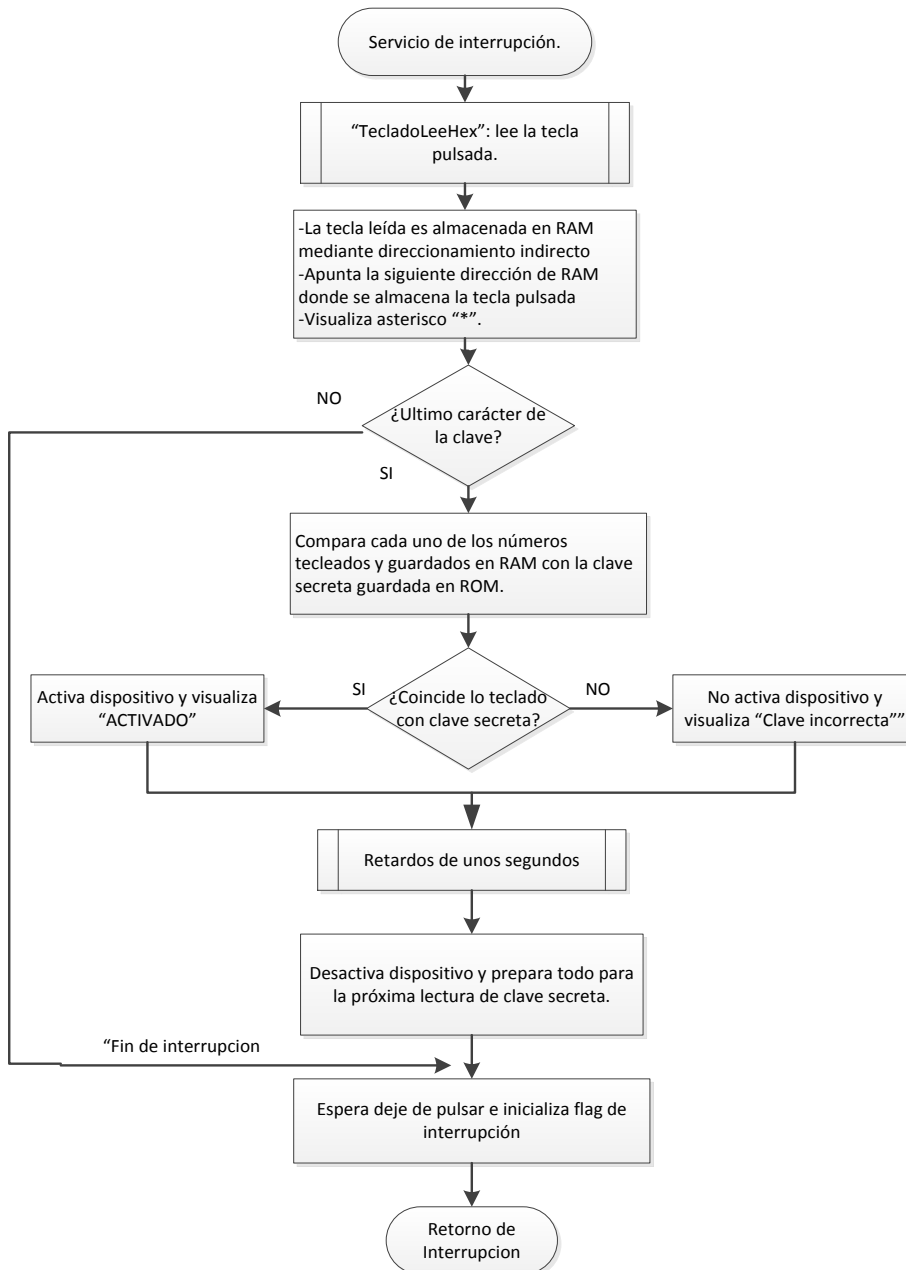 Servicio de interrupción.
“TecladoLeeHex”: lee la tecla
pulsada.
-La tecla leída es almacenada en RAM
mediante direccionamiento indirecto
-Apunta la siguiente dirección de RAM
donde se almacena la tecla pulsada
-Visualiza asterisco “*”.
NO
¿Ultimo carácter de
la clave?
SI
Compara cada uno de los números
tecleados y guardados en RAM con la clave
secreta guardada en ROM.
Activa dispositivo y visualiza
“ACTIVADO”
SI
¿Coincide lo teclado
con clave secreta?
NO
No activa dispositivo y
visualiza “Clave incorrecta””
Retardos de unos segundos
Desactiva dispositivo y prepara todo para
la próxima lectura de clave secreta.
“Fin de interrupcion
Espera deje de pulsar e inicializa flag de
interrupción
Retorno de
Interrupcion